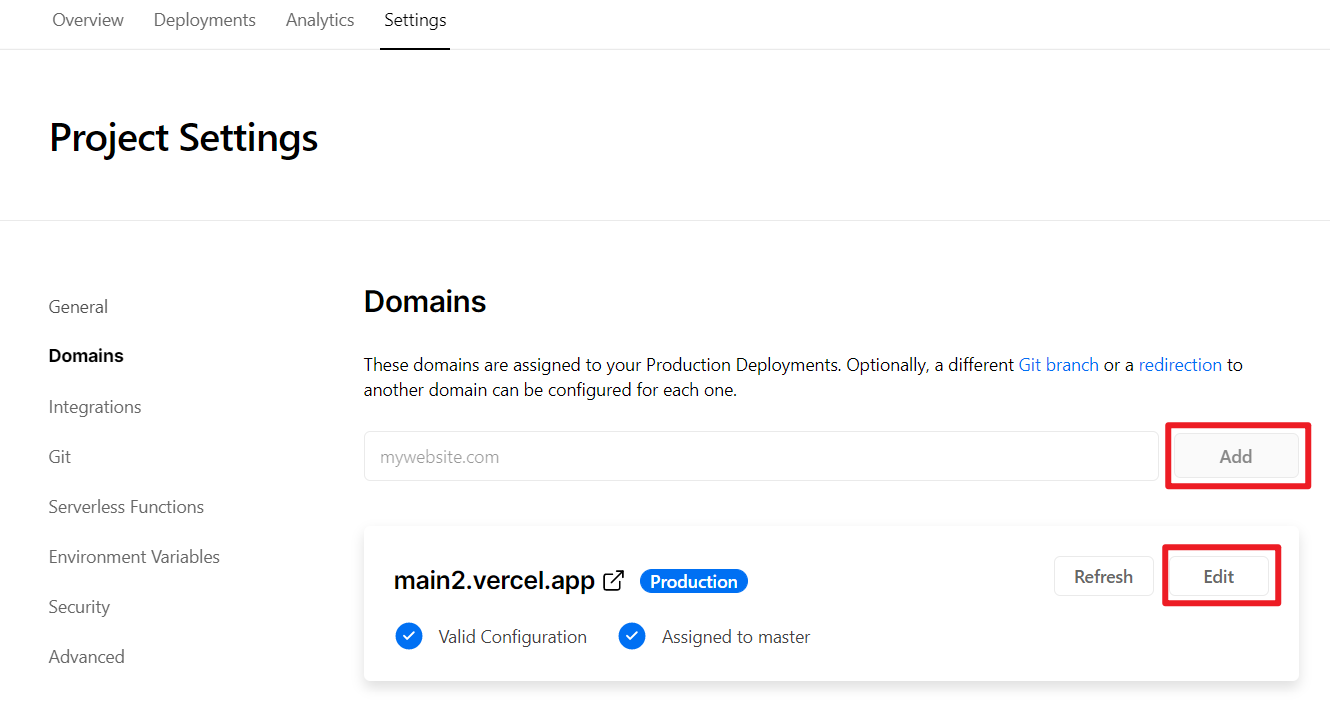 Overview Deployments Analytics Settings
Project Settings
General
Domains
Integrations
Git
Serverless Functions
Environment Variables
Security
Advanced
Domains
These domains are assigned to your Production Deployments. Optionally, a different Git branch or a redirection to
another domain can be configured for each one.
mywebsite.com Add
main2.vercel.app Production Refresh Edit
Valid Configuration Assigned to master